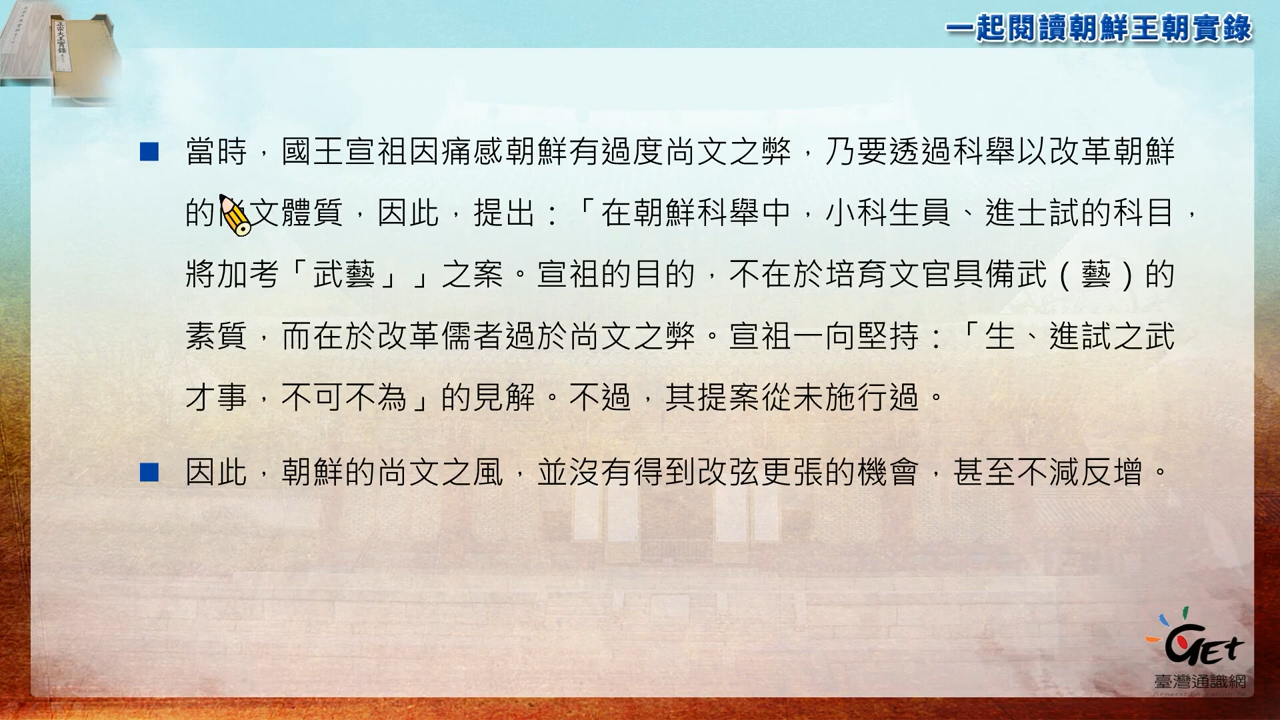 一起閱讀朝鮮王朝實錄
當時，國王宣祖因痛感朝鮮有過度尚文之弊，乃要透過科舉以改革朝鮮
的尚文體質，因此，提出：「在朝鮮科舉中，小科生員、進士試的科目，
將加考「武藝」」之案。宣祖的目的，不在於培育文官具備武（藝）的
素質，而在於改革儒者過於尚文之弊。宣祖一向堅持：「生、進試之武
才事，不可不為」的見解。不過，其提案從未施行過。
因此，朝鮮的尚文之風，並沒有得到改弦更張的機會，甚至不減反增。
GEt
臺灣通識網